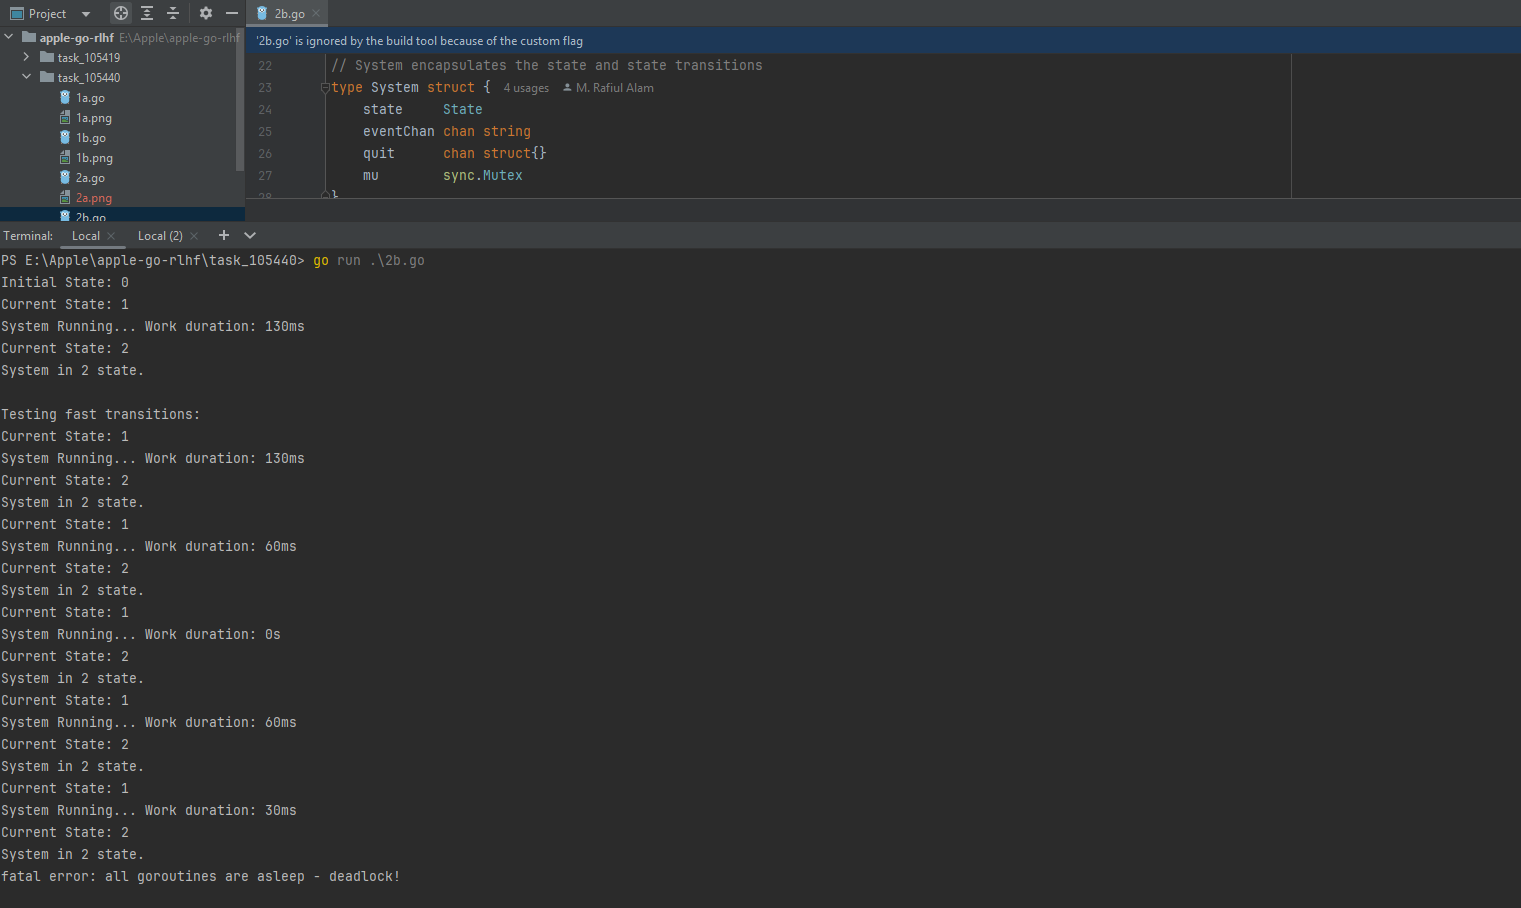 Project
2b.go
apple-go-rlhf E:\Apple\apple-go-rlhf
'2b.go' is ignored by the build tool because of the custom flag
task_105419
task_105440
1a.go
1a.png
1b.go
1b.png
2a.go
2a.png
2b.go
22 // System encapsulates the state and state transitions
23 type System struct { 4 usages M. Rafiul Alam
24 state State
25 eventChan chan string
26 quit chan struct{}
27 mu sync.Mutex
28 }
Terminal: Local Local (2)
PS E:\Apple\apple-go-rlhf\task_105440> go run .\2b.go
Initial State: 0
Current State: 1
System Running... Work duration: 130ms
Current State: 2
System in 2 state.
Testing fast transitions:
Current State: 1
System Running... Work duration: 130ms
Current State: 2
System in 2 state.
Current State: 1
System Running... Work duration: 60ms
Current State: 2
System in 2 state.
Current State: 1
System Running... Work duration: 0s
Current State: 2
System in 2 state.
Current State: 1
System Running... Work duration: 60ms
Current State: 2
System in 2 state.
Current State: 1
System Running... Work duration: 30ms
Current State: 2
System in 2 state.
fatal error: all goroutines are asleep - deadlock!